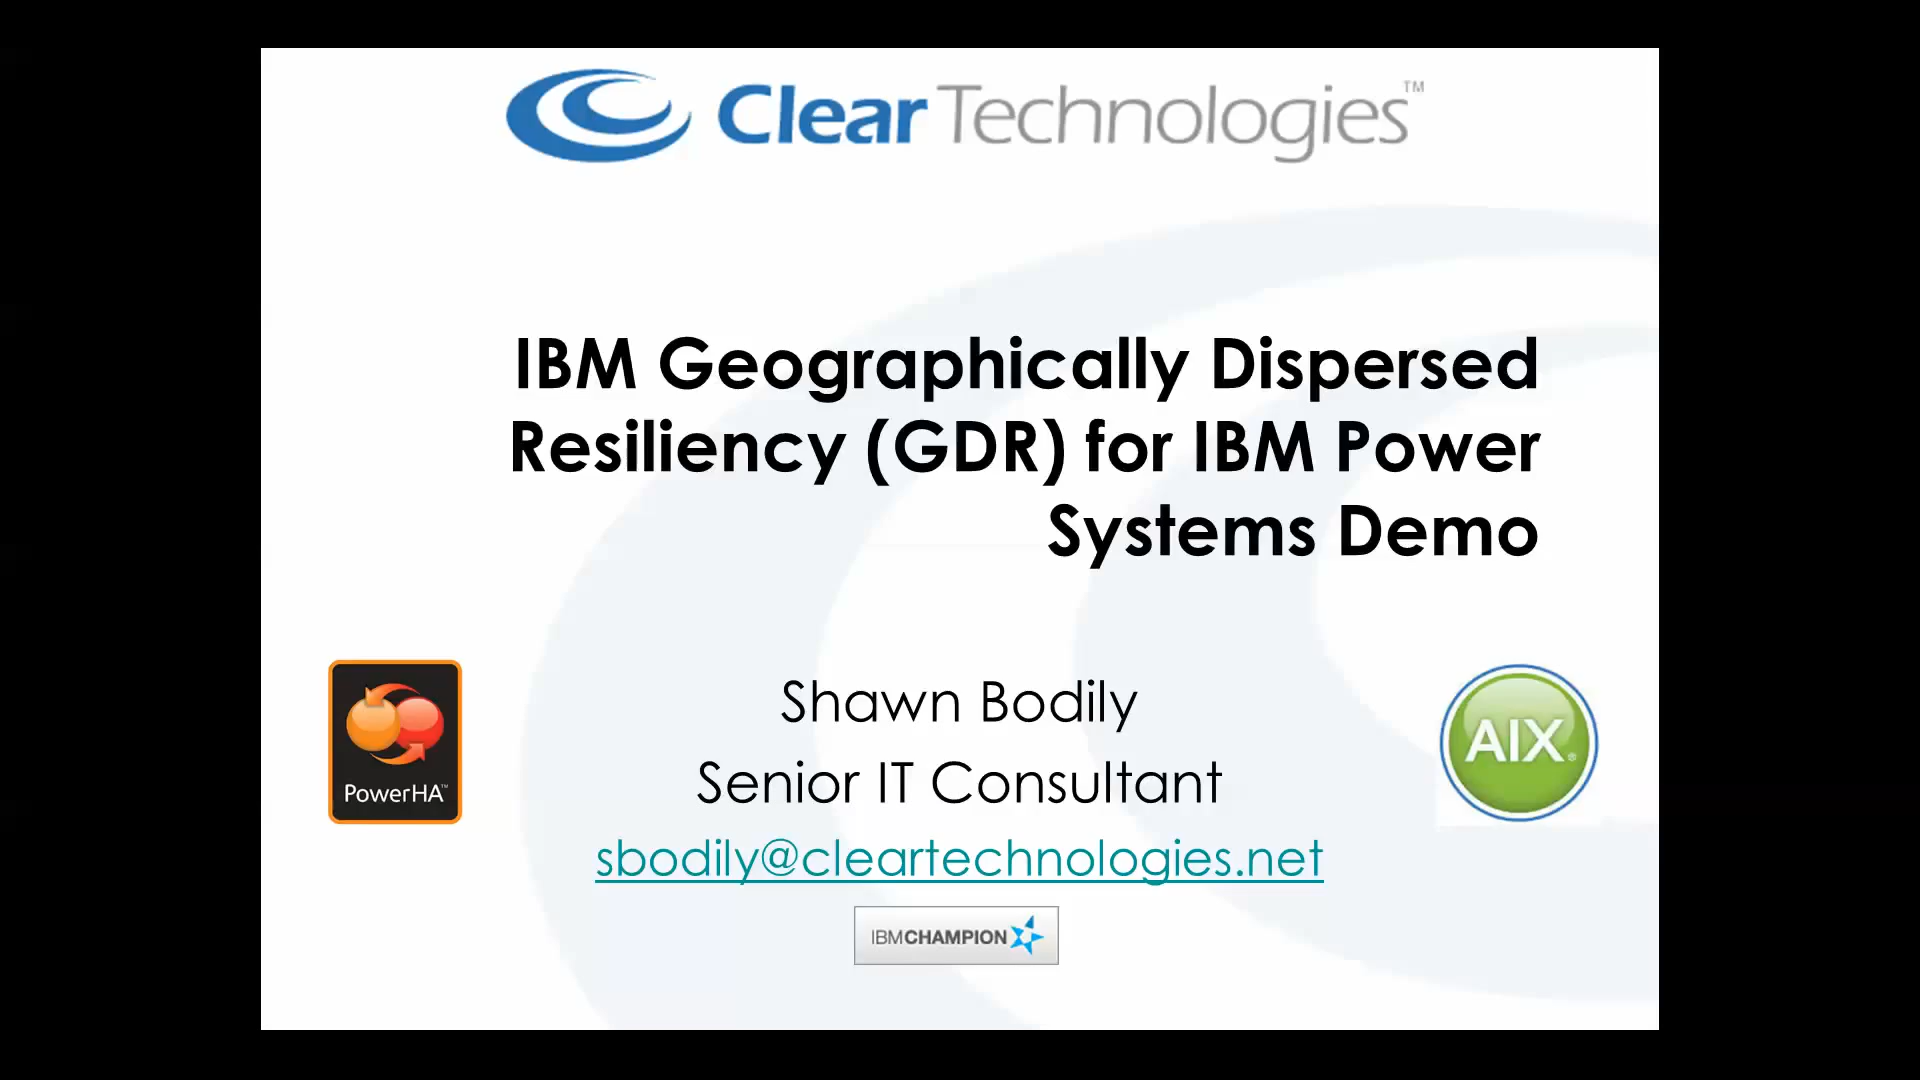 Clear Technologies™
IBM Geographically Dispersed
Resiliency (GDR) for IBM Power
Systems Demo
Shawn Bodily
Senior IT Consultant
sbodily@cleartechnologies.net
PowerHA™
AIX®
IBMCHAMPION